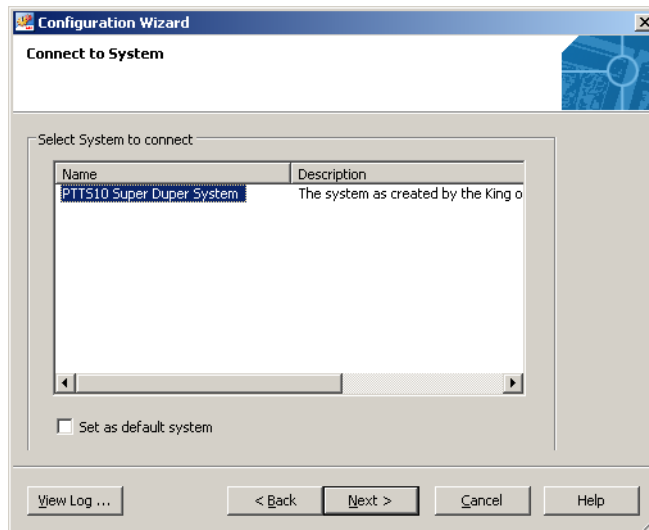 Configuration Wizard
Connect to System
Select System to connect
Name Description
PTTS10 Super Duper System The system as created by the King o
Set as default system
View Log ... < Back Next > Cancel Help